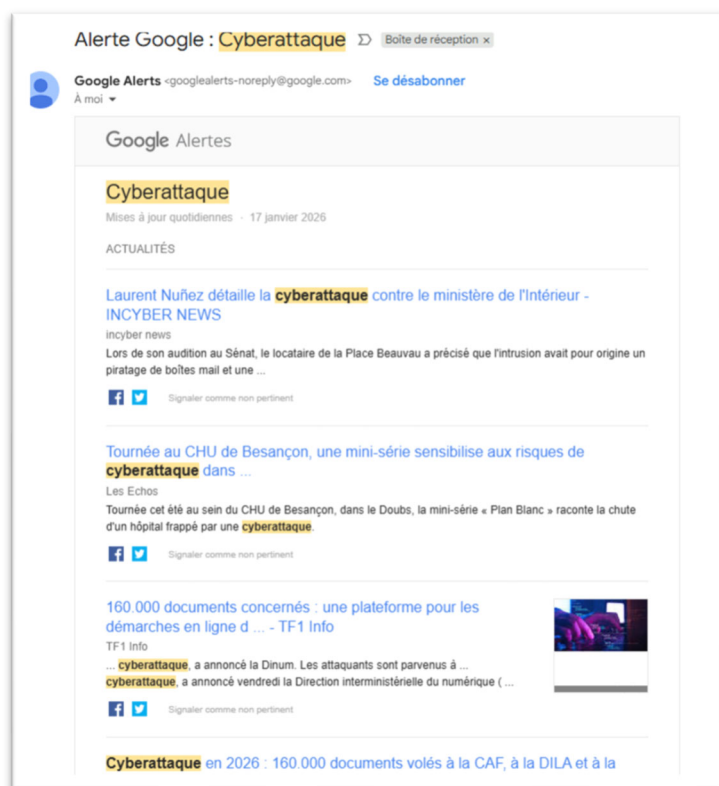 Alerte Google : Cyberattaque Boîte de réception ×
Google Alerts <googlealerts-noreply@google.com> Se désabonner
À moi
Google Alertes
Cyberattaque
Mises à jour quotidiennes · 17 janvier 2026
ACTUALITÉS
Laurent Nuñez détaille la cyberattaque contre le ministère de l'Intérieur -
INCYBER NEWS
incyber news
Lors de son audition au Sénat, le locataire de la Place Beauvau a précisé que l'intrusion avait pour origine un
piratage de boîtes mail et une ...
Signaler comme non pertinent
Tournée au CHU de Besançon, une mini-série sensibilise aux risques de
cyberattaque dans ...
Les Echos
Tournée cet été au sein du CHU de Besançon, dans le Doubs, la mini-série « Plan Blanc » raconte la chute
d'un hôpital frappé par une cyberattaque.
Signaler comme non pertinent
160.000 documents concernés : une plateforme pour les
démarches en ligne d ... - TF1 Info
TF1 Info
... cyberattaque, a annoncé la Dinum. Les attaquants sont parvenus á ...
cyberattaque, a annoncé vendredi la Direction interministérielle du numérique ( ...
Signaler comme non pertinent
Cyberattaque en 2026 : 160.000 documents volés à la CAF, à la DILA et à la